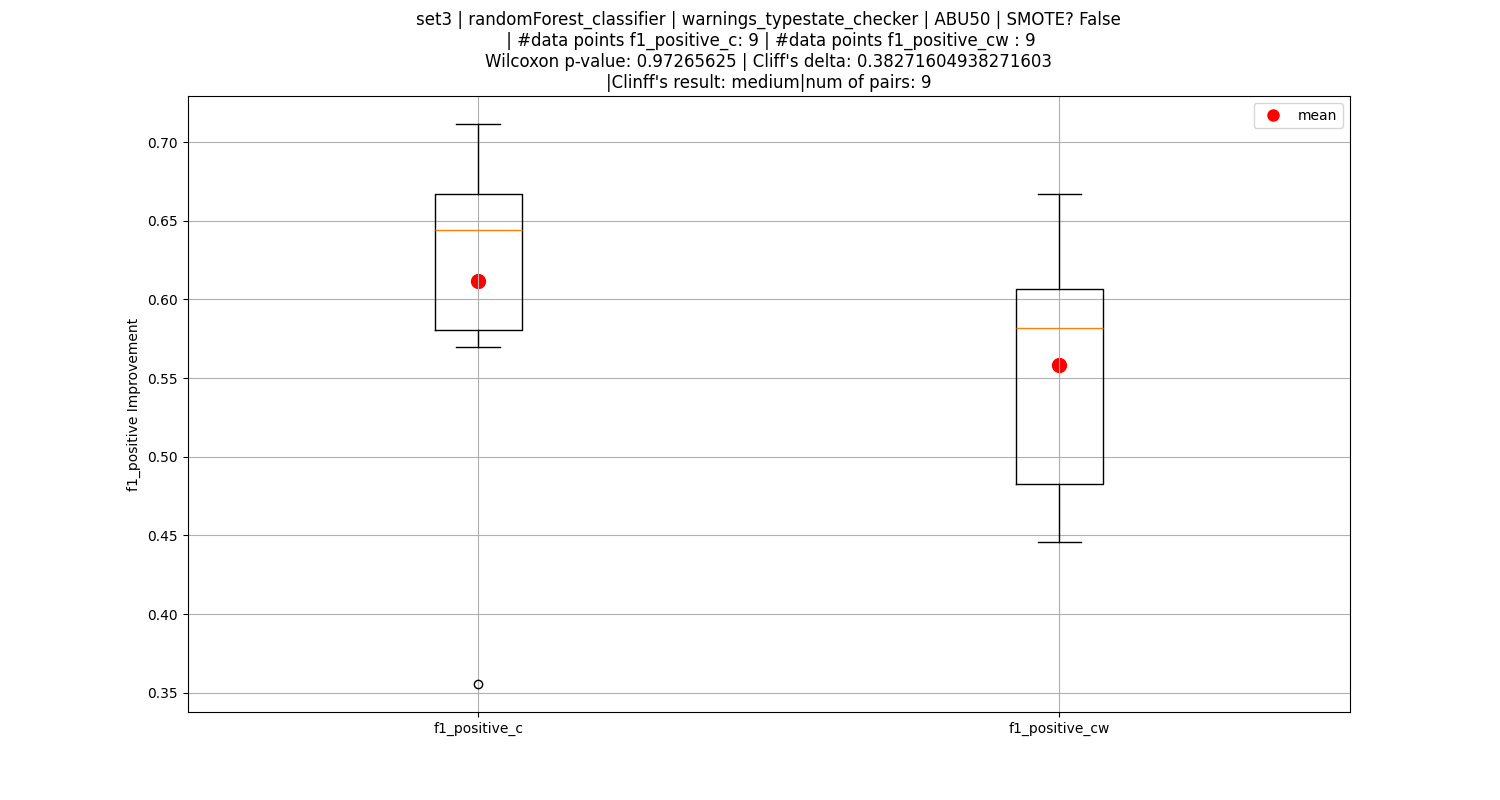 set3 | randomForest_classifier | warnings_typestate_checker | ABU50 | SMOTE? False
| #data points f1_positive_c: 9 | #data points f1_positive_cw : 9
Wilcoxon p-value: 0.97265625 | Cliff's delta: 0.38271604938271603
|Clinff's result: medium|num of pairs: 9
mean
f1_positive Improvement
0.70
0.65
0.60
0.55
0.50
0.45
0.40
0.35
f1_positive_c
f1_positive_cw